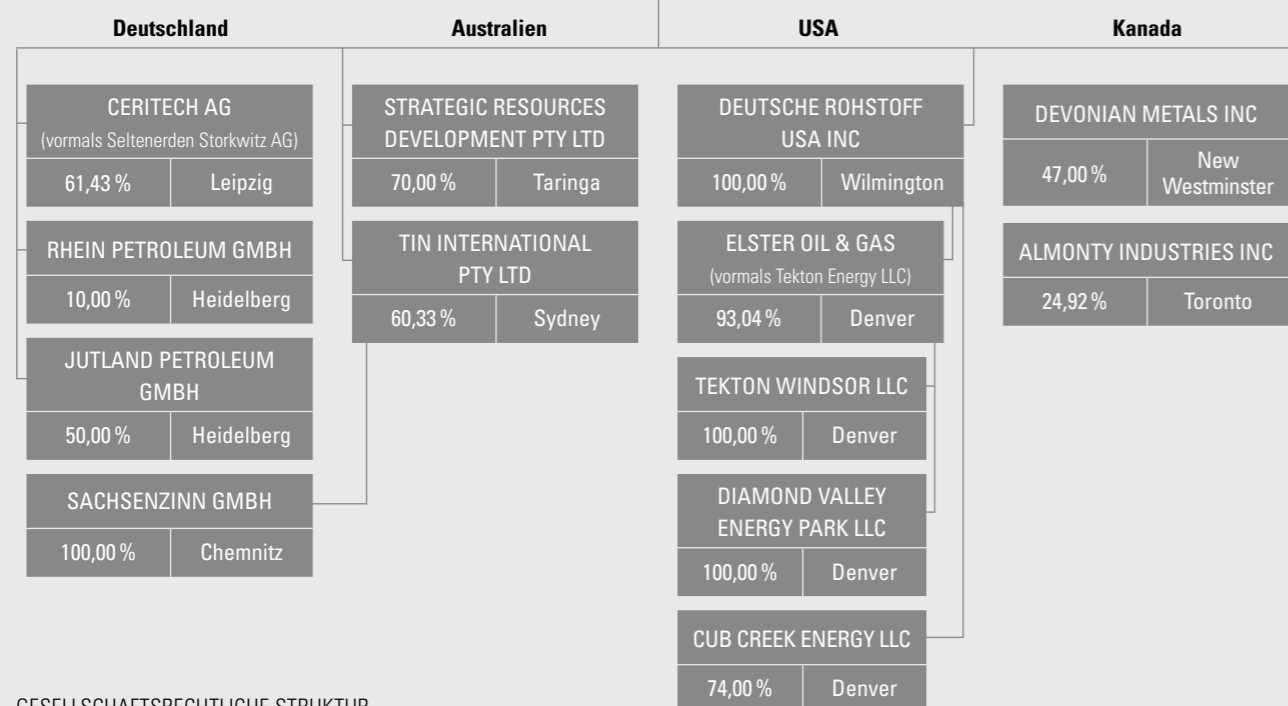 Deutschland
Australien
USA
Kanada
CERITECH AG
(vormals Seltenerden Storkwitz AG)
61,43 %
Leipzig
RHEIN PETROLEUM GMBH
10,00 %
Heidelberg
JUTLAND PETROLEUM
GMBH
50,00 %
Heidelberg
SACHSENZINN GMBH
100,00 %
Chemnitz
STRATEGIC RESOURCES
DEVELOPMENT PTY LTD
70,00 %
Taringa
TIN INTERNATIONAL
PTY LTD
60,33 %
Sydney
DEUTSCHE ROHSTOFF
USA INC
100,00 %
Wilmington
ELSTER OIL & GAS
(vormals Tekton Energy LLC)
93,04 %
Denver
TEKTON WINDSOR LLC
100,00 %
Denver
DIAMOND VALLEY
ENERGY PARK LLC
100,00 %
Denver
CUB CREEK ENERGY LLC
74,00 %
Denver
DEVONIAN METALS INC
47,00 %
New
Westminster
ALMONTY INDUSTRIES INC
24,92 %
Toronto
GESELLSCHAFTSRECHTLICHE STRUKTUR